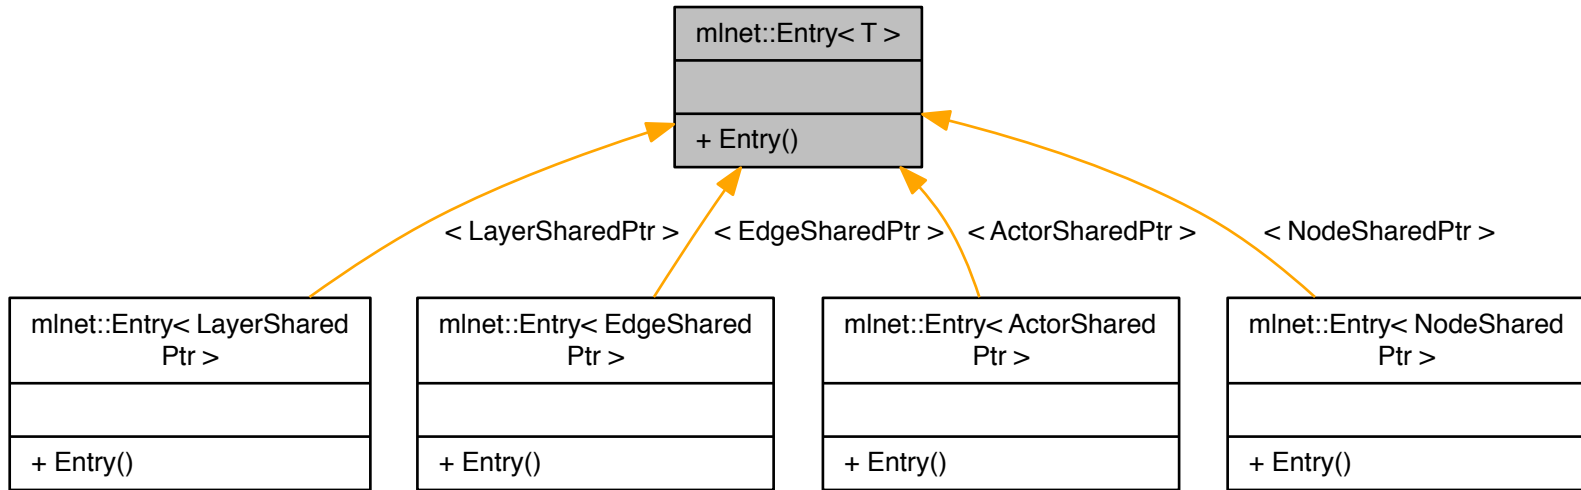 mlnet::Entry< T >
+ Entry()
< LayerSharedPtr >
< EdgeSharedPtr >
< ActorSharedPtr >
< NodeSharedPtr >
mlnet::Entry< LayerShared
Ptr >
+ Entry()
mlnet::Entry< EdgeShared
Ptr >
+ Entry()
mlnet::Entry< ActorShared
Ptr >
+ Entry()
mlnet::Entry< NodeShared
Ptr >
+ Entry()